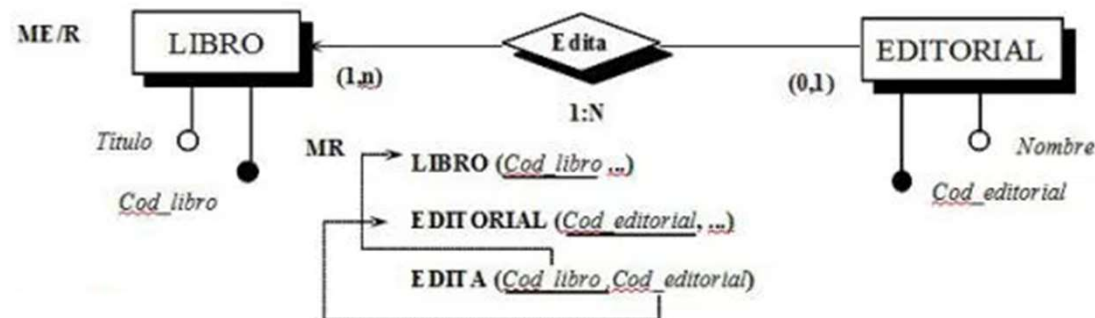 ME/R
LIBRO
Edita
EDITORIAL
(1,n)
(0,1)
1:N
Titulo
Cod_libro
Nombre
Cod_editorial
MR
LIBRO (Cod_libro ...)
EDITORIAL (Cod_editorial, ...)
EDITA (Cod_libro ,Cod_editorial)